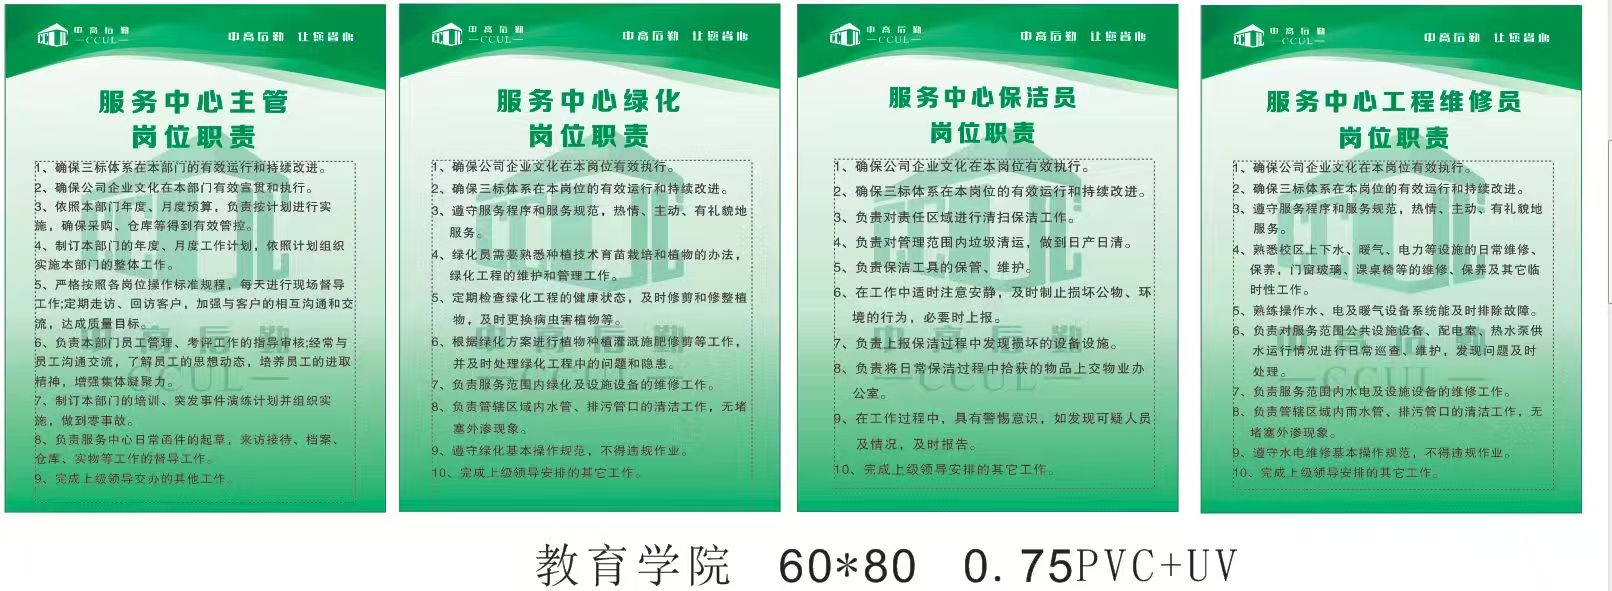 中高后勤
CCUL
中高后勤 让您省心
服务中心主管
岗位职责
1、确保三标体系在本部门的有效运行和持续改进。
2、确保公司企业文化在本部门有效宣贯和执行。
3、依照本部门年度、月度预算，负责按计划进行实
施，确保采购、仓库等得到有效管控。
4、制订本部门的年度、月度工作计划，依照计划组织
实施本部门的整体工作。
5、严格按照各岗位操作标准规程，每天进行现场督导
工作;定期走访、回访客户，加强与客户的相互沟通和交
流，达成质量目标。
6、负责本部门员工管理、考评工作的指导审核;经常与
员工沟通交流，了解员工的思想动态，培养员工的进取
精神，增强集体凝聚力。
7、制订本部门的培训、突发事件演练计划并组织实
施，做到零事故。
8、负责服务中心日常函件的起草，来访接待、档案、
仓库、实物等工作的督导工作。
9、完成上级领导交办的其他工作。
中高后勤
CCUL
中高后勤
CCUL
中高后勤 让您省心
服务中心绿化
岗位职责
1、确保公司企业文化在本岗位有效执行。
2、确保三标体系在本岗位的有效运行和持续改进。
3、遵守服务程序和服务规范，热情、主动、有礼貌地
服务。
4、绿化员需要熟悉种植技术育苗栽培和植物的办法，
绿化工程的维护和管理工作。
5、定期检查绿化工程的健康状态，及时修剪和修整植
物，及时更换病虫害植物等。
6、根据绿化方案进行植物种植灌溉施肥修剪等工作，
并及时处理绿化工程中的问题和隐患。
7、负责服务范围内绿化及设施设备的维修工作。
8、负责管辖区域内水管、排污管口的清洁工作，无堵
塞外渗现象。
9、遵守绿化基本操作规范，不得违规作业。
10、完成上级领导安排的其它工作。
中高后勤
CCUL
中高后勤
CCUL
中高后勤 让您省心
服务中心保洁员
岗位职责
1、确保公司企业文化在本岗位有效执行。
2、确保三标体系在本岗位的有效运行和持续改进。
3、负责对责任区域进行清扫保洁工作。
4、负责对管理范围内垃圾清运，做到日产日清。
5、负责保洁工具的保管、维护。
6、在工作中适时注意安静，及时制止损坏公物、环
境的行为，必要时上报。
7、负责上报保洁过程中发现损坏的设备设施。
8、负责将日常保洁过程中拾获的物品上交物业办
公室。
9、在工作过程中，具有警惕意识，如发现可疑人员
及情况，及时报告。
10、完成上级领导安排的其它工作。
中高后勤
CCUL
中高后勤
CCUL
中高后勤 让您省心
服务中心工程维修员
岗位职责
1、确保公司企业文化在本岗位有效执行。
2、确保三标体系在本岗位的有效运行和持续改进。
3、遵守服务程序和服务规范，热情、主动、有礼貌地
服务。
4、熟悉校区上下水、暖气、电力等设施的日常维修、
保养，门窗玻璃、课桌椅等的维修、保养及其它临
时性工作。
5、熟练操作水、电及暖气设备系统能及时排除故障。
6、负责对服务范围公共设施设备、配电室、热水泵供
水运行情况进行日常巡查、维护，发现问题及时
处理。
7、负责服务范围内水电及设施设备的维修工作。
8、负责管辖区域内雨水管、排污管口的清洁工作，无
堵塞外渗现象。
9、遵守水电维修基本操作规范，不得违规作业。
10、完成上级领导安排的其它工作。
中高后勤
CCUL
教育学院 60*80 0.75PVC+UV